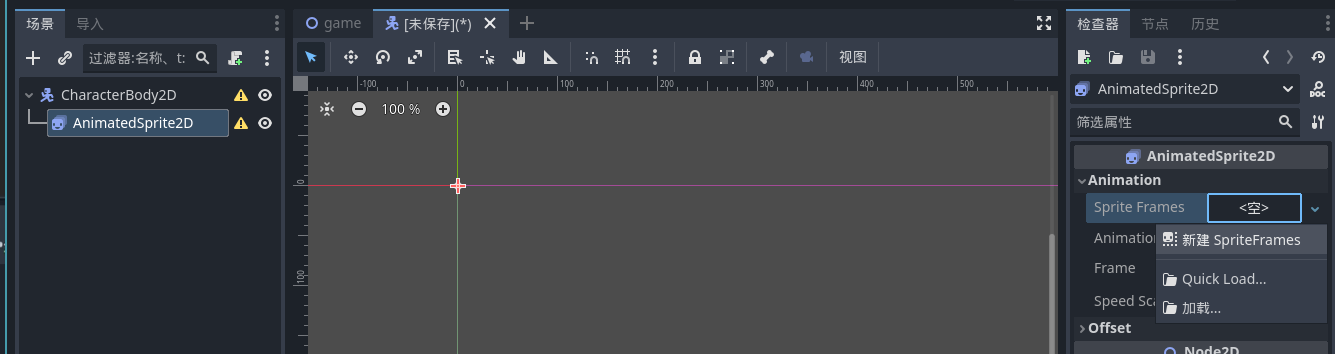 场景 导入
过滤器:名称、t:
CharacterBody2D
AnimatedSprite2D
game [未保存](*)
视图
-100 0 100 200 300 400 500
100 %
0
100
检查器 节点 历史
AnimatedSprite2D
筛选属性
AnimatedSprite2D
Animation
Sprite Frames <空>
Animation
新建 SpriteFrames
Frame
Quick Load...
Speed Sca
加载...
Offset
Node2D